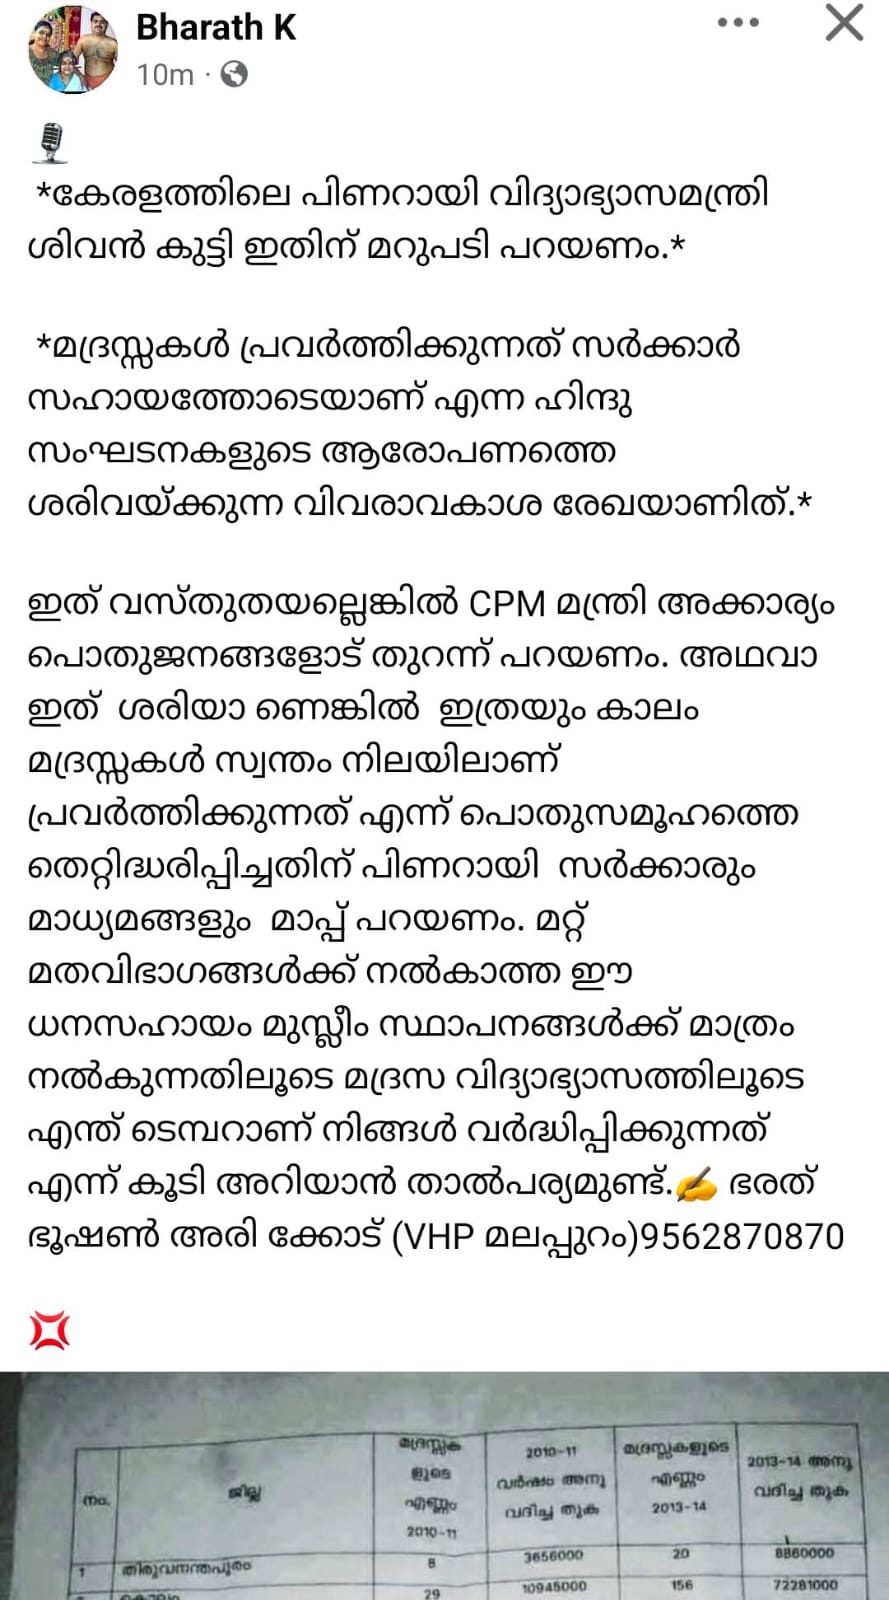 Bharath K
10m
*കേരളത്തിലെ പിണറായി വിദ്യാഭ്യാസമന്ത്രി
ശിവൻ കുട്ടി ഇതിന് മറുപടി പറയണം.*
*മദ്രസ്സകൾ പ്രവർത്തിക്കുന്നത് സർക്കാർ
സഹായത്തോടെയാണ് എന്ന ഹിന്ദു
സംഘടനകളുടെ ആരോപണത്തെ
ശരിവയ്ക്കുന്ന വിവരാവകാശ രേഖയാണിത്.*
ഇത് വസ്തുതയല്ലെങ്കിൽ CPM മന്ത്രി അക്കാര്യം
പൊതുജനങ്ങളോട് തുറന്ന് പറയണം. അഥവാ
ഇത് ശരിയാ ണെങ്കിൽ ഇത്രയും കാലം
മദ്രസ്സകൾ സ്വന്തം നിലയിലാണ്
പ്രവർത്തിക്കുന്നത് എന്ന് പൊതുസമൂഹത്തെ
തെറ്റിദ്ധരിപ്പിച്ചതിന് പിണറായി സർക്കാരും
മാധ്യമങ്ങളും മാപ്പ് പറയണം. മറ്റ്
മതവിഭാഗങ്ങൾക്ക് നൽകാത്ത ഈ
ധനസഹായം മുസ്ലീം സ്ഥാപനങ്ങൾക്ക് മാത്രം
നൽകുന്നതിലൂടെ മദ്രസ വിദ്യാഭ്യാസത്തിലൂടെ
എന്ത് ടെമ്പറാണ് നിങ്ങൾ വർദ്ധിപ്പിക്കുന്നത്
എന്ന് കൂടി അറിയാൻ താൽപര്യമുണ്ട്.✍ ഭരത്
ഭൂഷൺ അരി ക്കോട് (VHP മലപ്പുറം)9562870870
നം. ജില്ല മദ്രസ്സക ളുടെ എണ്ണം 2010-11 2010-11 വർഷം അനു വദിച്ച തുക മദ്രസ്സകളുടെ എണ്ണം 2013-14 2013-14 അനു വദിച്ച തുക
1 തിരുവനന്തപുരം 8 3656000 20 8860000
29 10945000 156 72281000